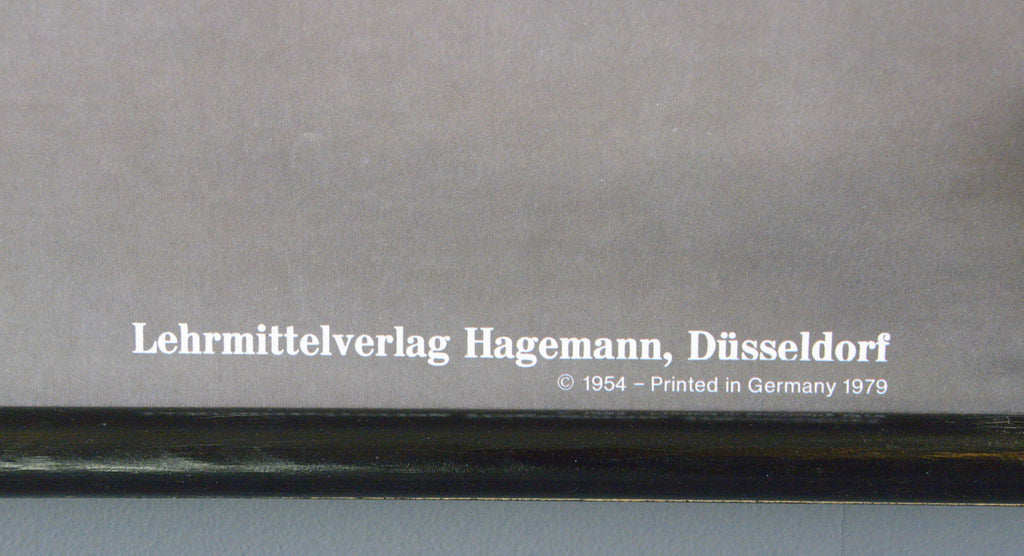 Lehrmittelverlag Hagemann, Düsseldorf
© 1954 – Printed in Germany 1979